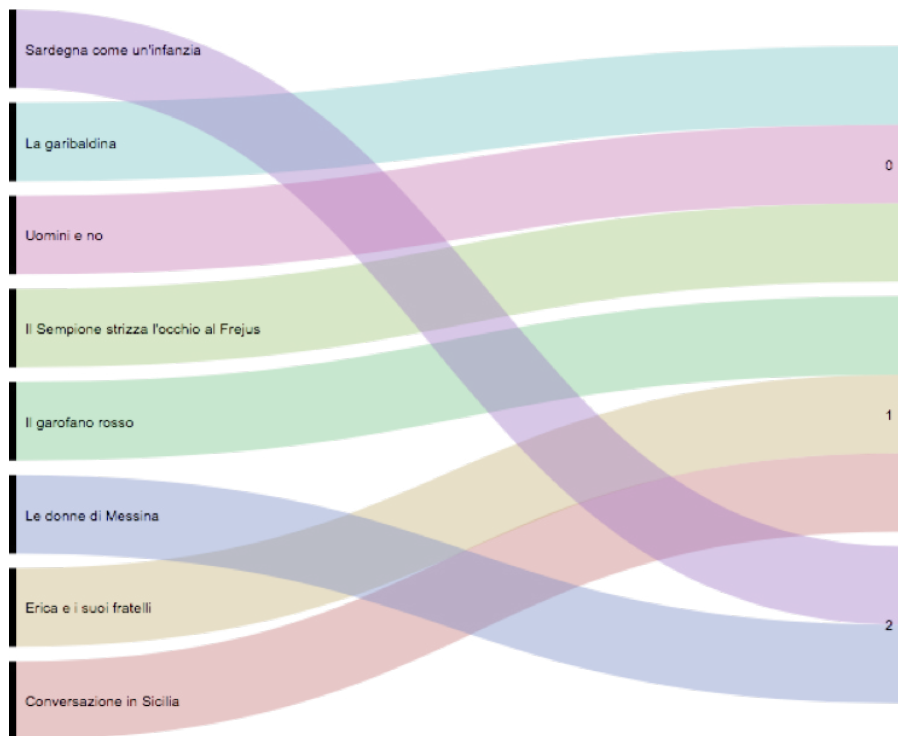 Sardegna come un'infanzia
La garibaldina
0
Uomini e no
Il Sempione strizza l'occhio al Frejus
1
Il garofano rosso
Le donne di Messina
Erica e i suoi fratelli
2
Conversazione in Sicilia